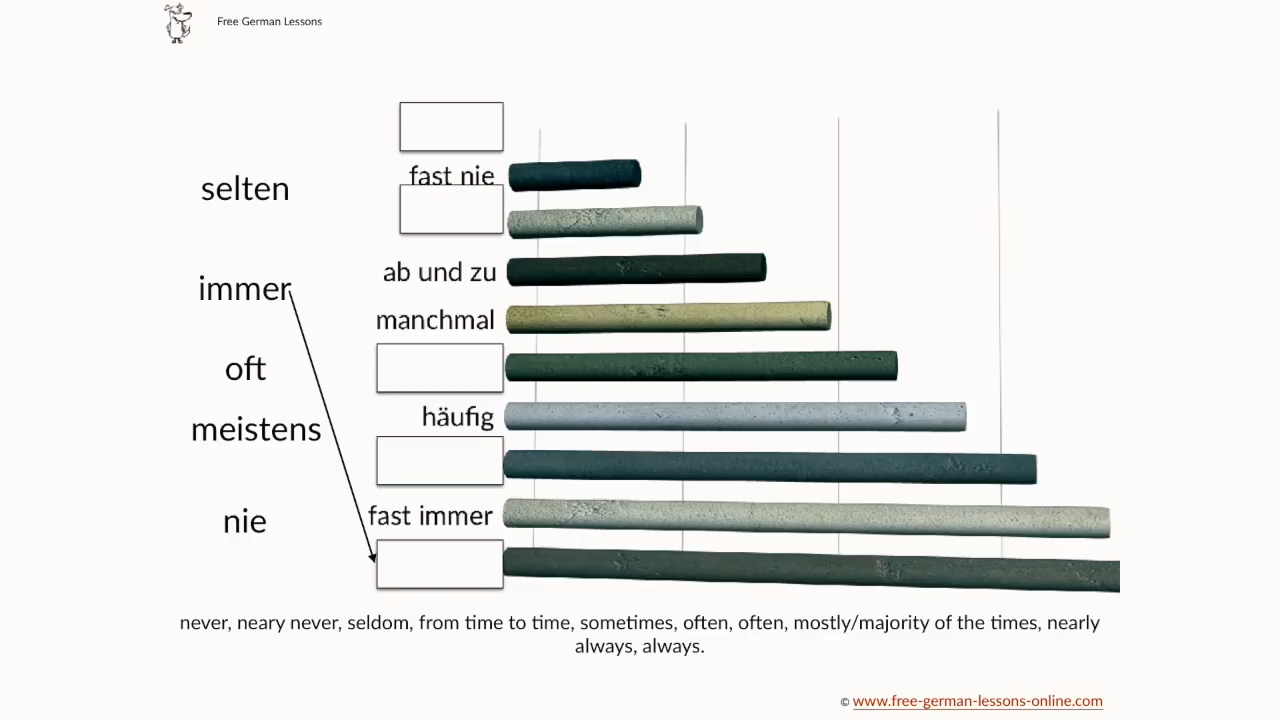 Free German Lessons
fast nie
selten
ab und zu
immer
manchmal
oft
häufig
meistens
fast immer
nie
never, neary never, seldom, from time to time, sometimes, often, often, mostly/majority of the times, nearly
always, always.
© www.free-german-lessons-online.com